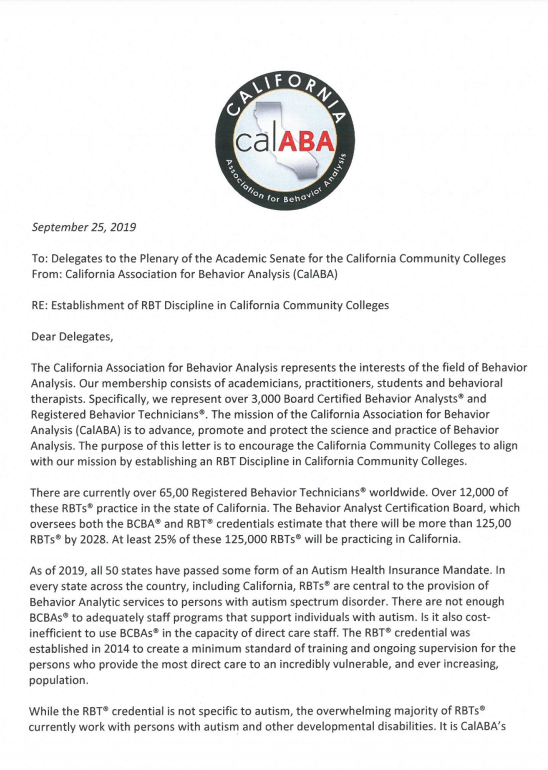 CALIFORNIA
calABA
Association for Behavior Analysis
September 25, 2019
To: Delegates to the Plenary of the Academic Senate for the California Community Colleges
From: California Association for Behavior Analysis (CalABA)
RE: Establishment of RBT Discipline in California Community Colleges
Dear Delegates,
The California Association for Behavior Analysis represents the interests of the field of Behavior
Analysis. Our membership consists of academicians, practitioners, students and behavioral
therapists. Specifically, we represent over 3,000 Board Certified Behavior Analysts® and
Registered Behavior Technicians®. The mission of the California Association for Behavior
Analysis (CalABA) is to advance, promote and protect the science and practice of Behavior
Analysis. The purpose of this letter is to encourage the California Community Colleges to align
with our mission by establishing an RBT Discipline in California Community Colleges.
There are currently over 65,00 Registered Behavior Technicians® worldwide. Over 12,000 of
these RBTs® practice in the state of California. The Behavior Analyst Certification Board, which
oversees both the BCBA® and RBT® credentials estimate that there will be more than 125,00
RBTs® by 2028. At least 25% of these 125,000 RBTs® will be practicing in California.
As of 2019, all 50 states have passed some form of an Autism Health Insurance Mandate. In
every state across the country, including California, RBTs® are central to the provision of
Behavior Analytic services to persons with autism spectrum disorder. There are not enough
BCBAs® to adequately staff programs that support individuals with autism. Is it also cost-
inefficient to use BCBAs® in the capacity of direct care staff. The RBT® credential was
established in 2014 to create a minimum standard of training and ongoing supervision for the
persons who provide the most direct care to an incredibly vulnerable, and ever increasing,
population.
While the RBT® credential is not specific to autism, the overwhelming majority of RBTs®
currently work with persons with autism and other developmental disabilities. It is CalABA's